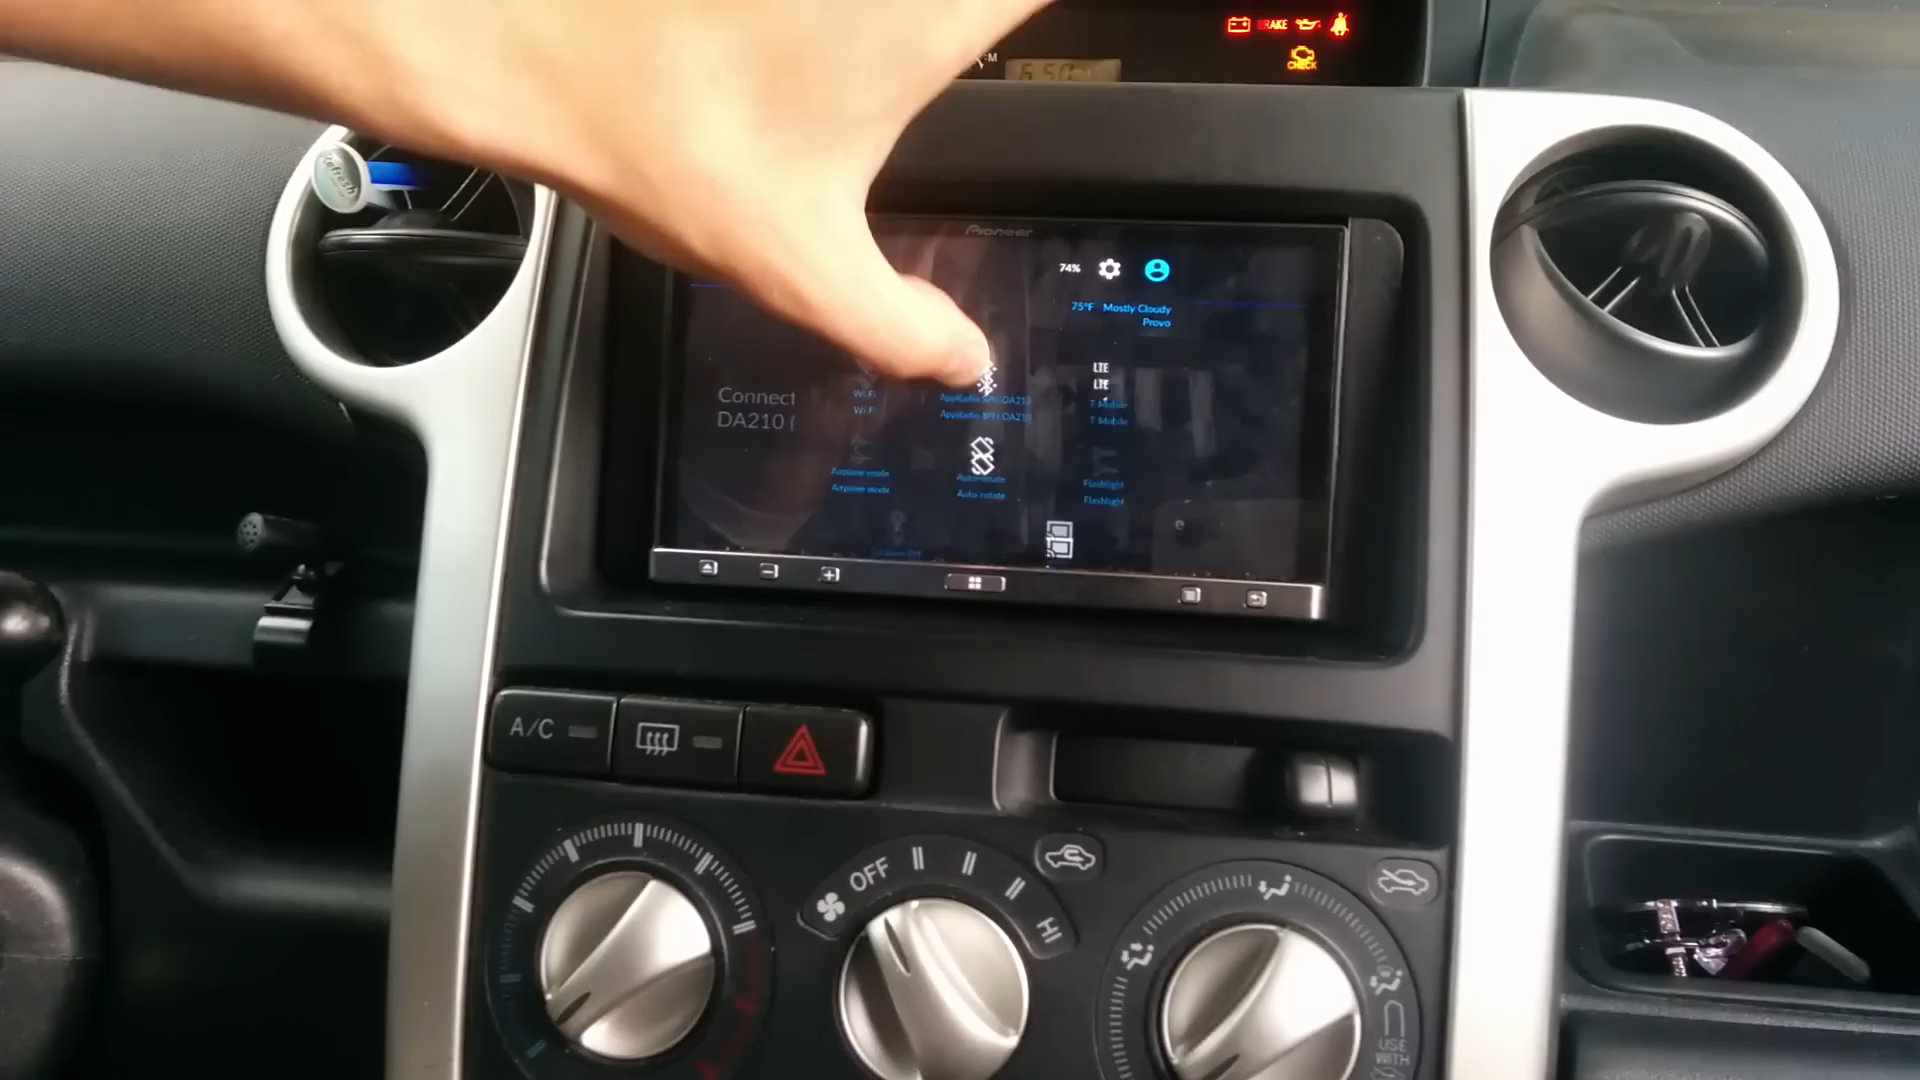 BRAKE
CHECK
Refresh
Pioneer
74%
75°F Mostly Cloudy
Provo
LTE
LTE
Connect
DA210 (
Wi-Fi
Wi-Fi
AppRadio SPH-DA210
AppRadio SPH-DA210
T-Mobile
T-Mobile
Airplane mode
Airplane mode
Auto-rotate
Auto rotate
Flashlight
Flashlight
e
A/C
OFF
HI
USE
WITH